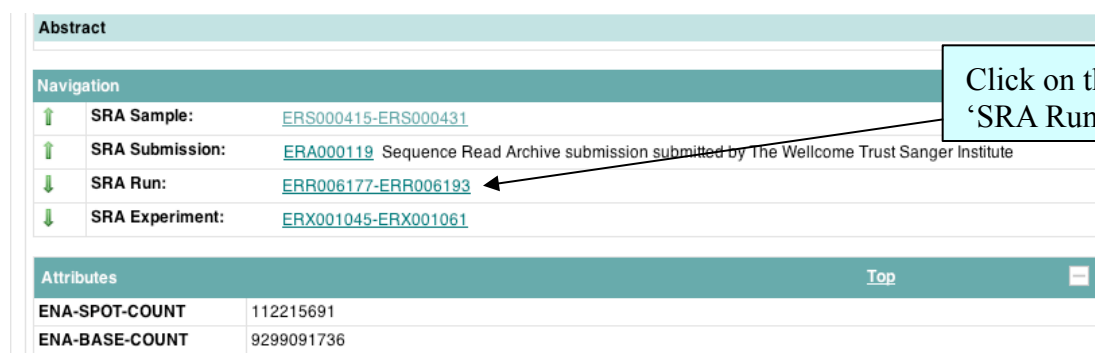 Abstract
Navigation
Click on
'SRA Run
SRA Sample: ERS000415-ERS000431
SRA Submission: ERA000119 Sequence Read Archive submission submitted by The Wellcome Trust Sanger Institute
SRA Run: ERR006177-ERR006193
SRA Experiment: ERX001045-ERX001061
Attributes Top
ENA-SPOT-COUNT 112215691
ENA-BASE-COUNT 9299091736